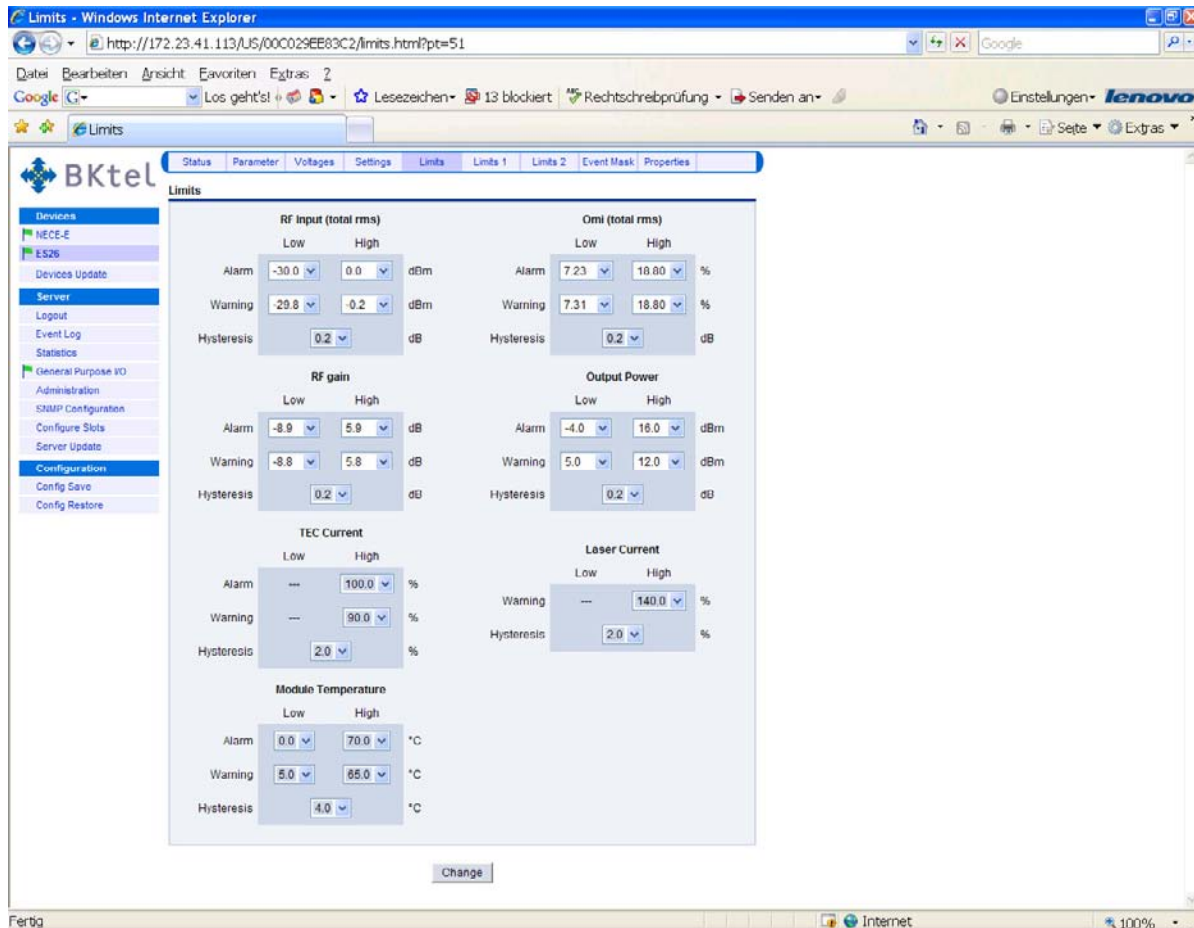 Limits - Windows Internet Explorer
http://172.23.41.113/US/00C029EE83C2/limits.html?pt=51
Google
Datei Bearbeiten Ansicht Favoriten Extras ?
Google G Los geht's! Lesezeichen 13 blockiert Rechtschreibprüfung Senden an Einstellungen lenovo
Limits Seite Extras
BKtel
Status Parameter Voltages Settings Limits Limits 1 Limits 2 Event Mask Properties
Limits
Devices
NECE-E
ES26
Devices Update
Server
Logout
Event Log
Statistics
General Purpose I/O
Administration
SNMP Configuration
Configure Slots
Server Update
Configuration
Config Save
Config Restore
RF Input (total rms)
Low High
Alarm -30.0 0.0 dBm
Warning -29.8 -0.2 dBm
Hysteresis 0.2 dB
Omi (total rms)
Low High
Alarm 7.23 18.80 %
Warning 7.31 18.80 %
Hysteresis 0.2 dB
RF gain
Low High
Alarm -8.9 5.9 dB
Warning -8.8 5.8 dB
Hysteresis 0.2 dB
Output Power
Low High
Alarm -4.0 16.0 dBm
Warning 5.0 12.0 dBm
Hysteresis 0.2 dB
TEC Current
Low High
Alarm --- 100.0 %
Warning --- 90.0 %
Hysteresis 2.0 %
Laser Current
Low High
Warning --- 140.0 %
Hysteresis 2.0 %
Module Temperature
Low High
Alarm 0.0 70.0 °C
Warning 5.0 65.0 °C
Hysteresis 4.0 °C
Change
Fertig Internet 100%